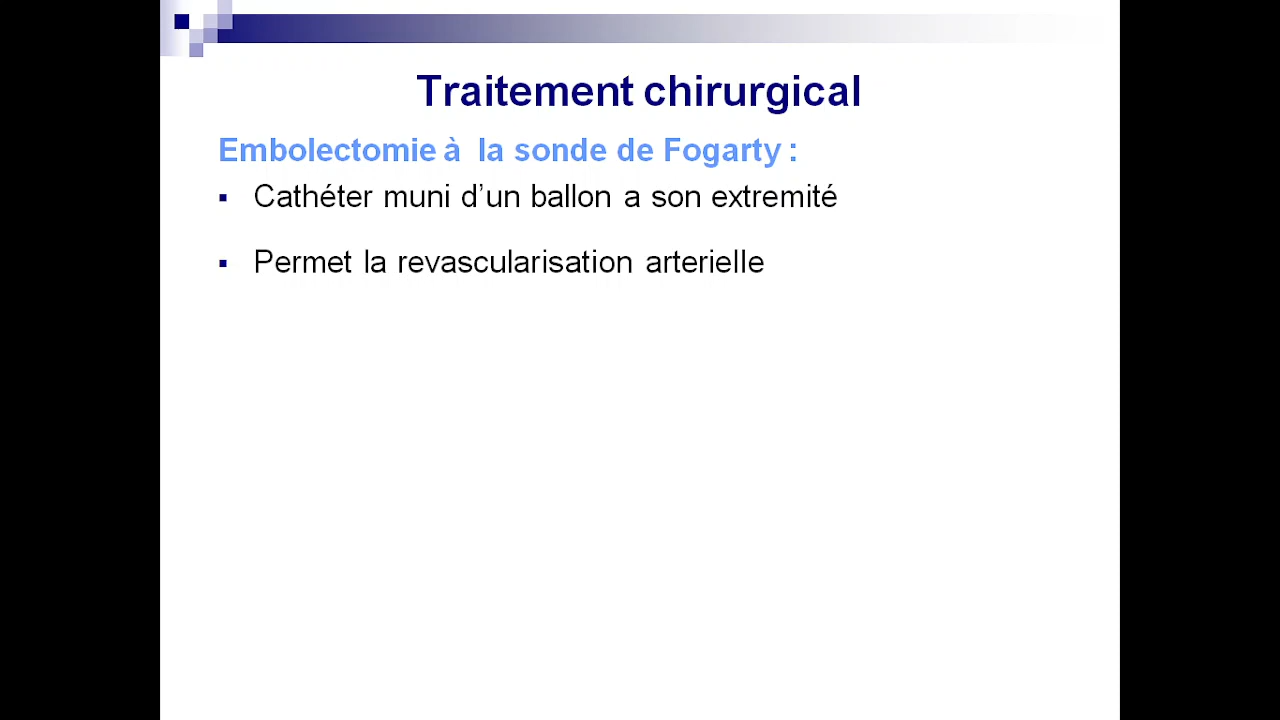 Traitement chirurgical
Embolectomie à la sonde de Fogarty :
▪ Cathéter muni d’un ballon a son extremité
▪ Permet la revascularisation arterielle